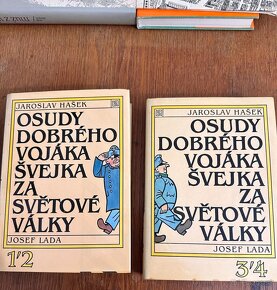 JAROSLAV HAŠEK
OSUDY
DOBRÉHO
VOJÁKA
ŠVEJKA
ZA
SVĚTOVÉ
VÁLKY
JOSEF LADA
1/2
JAROSLAV HAŠEK
OSUDY
DOBRÉHO
VOJÁKA
ŠVEJKA
ZA
SVĚTOVÉ
VÁLKY
JOSEF LADA
3/4